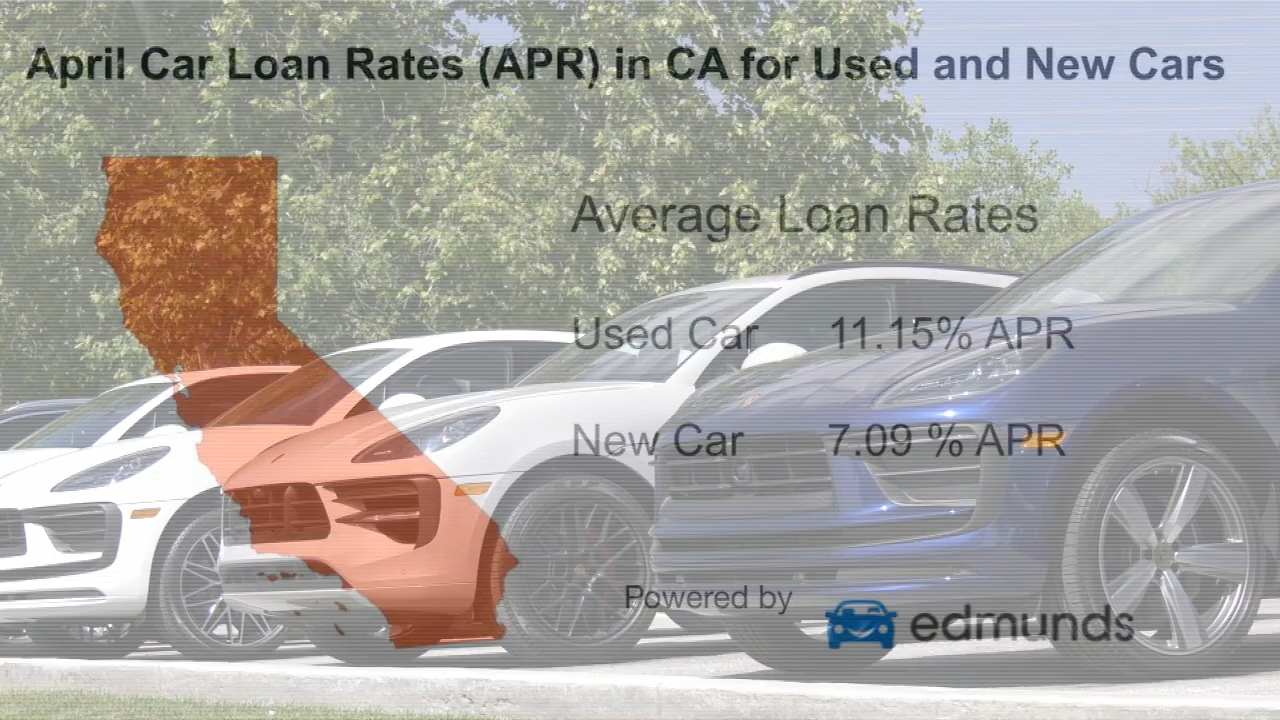 April Car Loan Rates (APR) in CA for Used and New Cars
Average Loan Rates
Used Car 11.15% APR
New Car 7.09 % APR
Powered by
edmunds